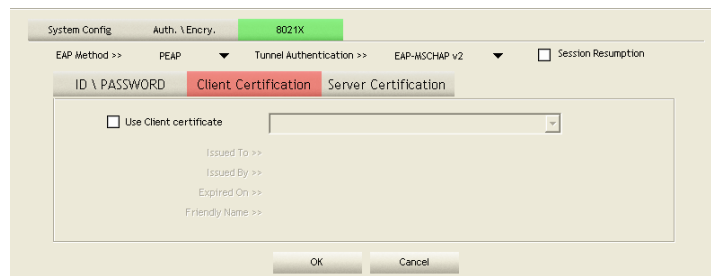 System Config Auth. \ Encry. 8021X
EAP Method >> PEAP Tunnel Authentication >> EAP-MSCHAP v2 Session Resumption
ID \ PASSWORD Client Certification Server Certification
Use Client certificate
Issued To >>
Issued By >>
Expired On >>
Friendly Name >>
OK Cancel